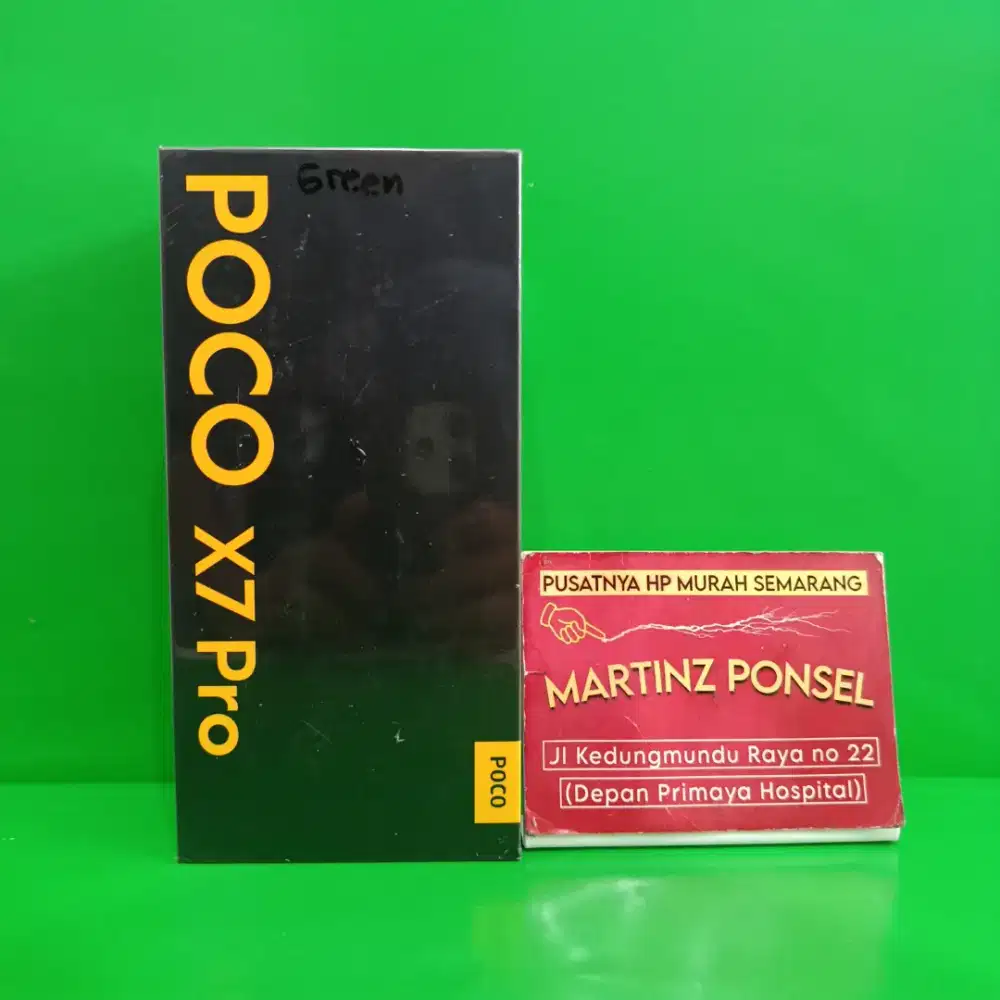 Green
POCO X7 Pro
POCO
PUSATNYA HP MURAH SEMARANG
MARTINZ PONSEL
Jl Kedungmundu Raya no 22
(Depan Primaya Hospital)